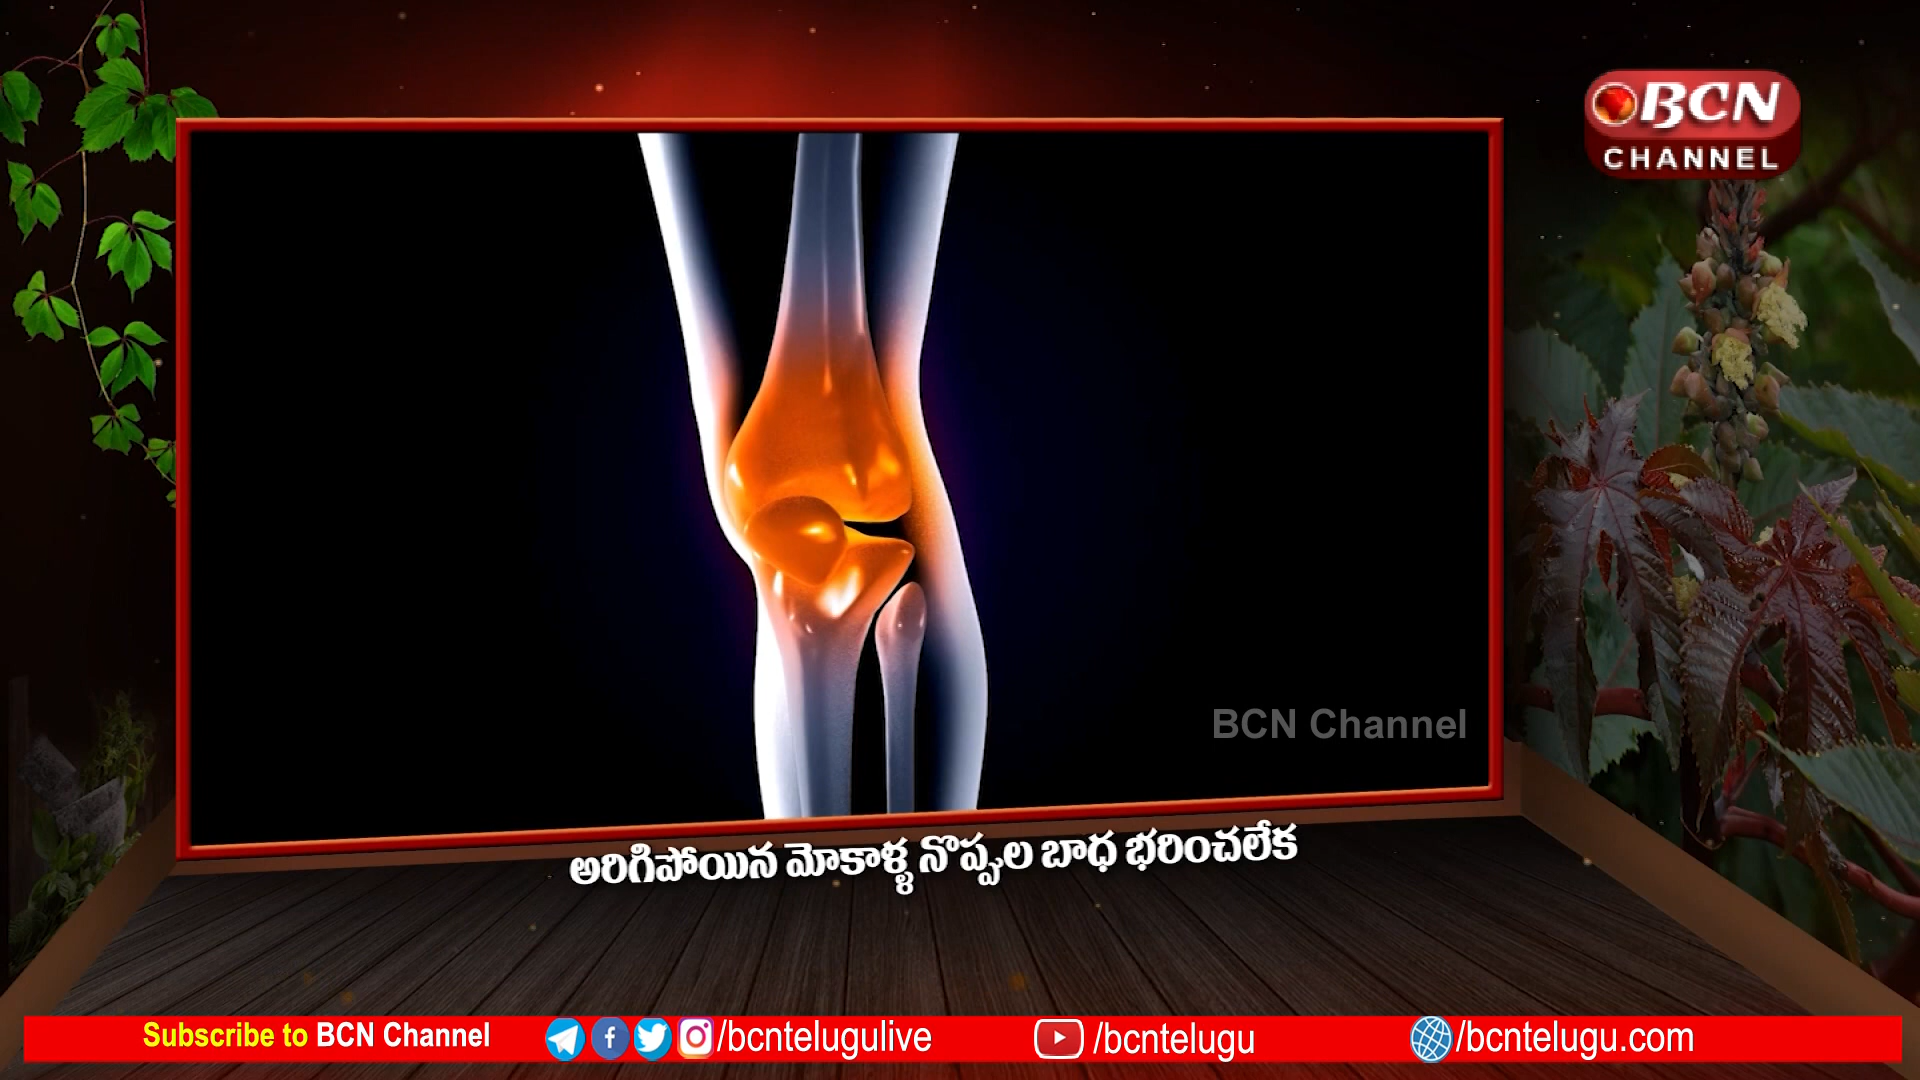 BCN
CHANNEL
BCN Channel
అరిగిపోయిన మోకాళ్ళ నొప్పుల బాధ భరించలేక
Subscribe to BCN Channel /bcntelugulive /bcntelugu /bcntelugu.com